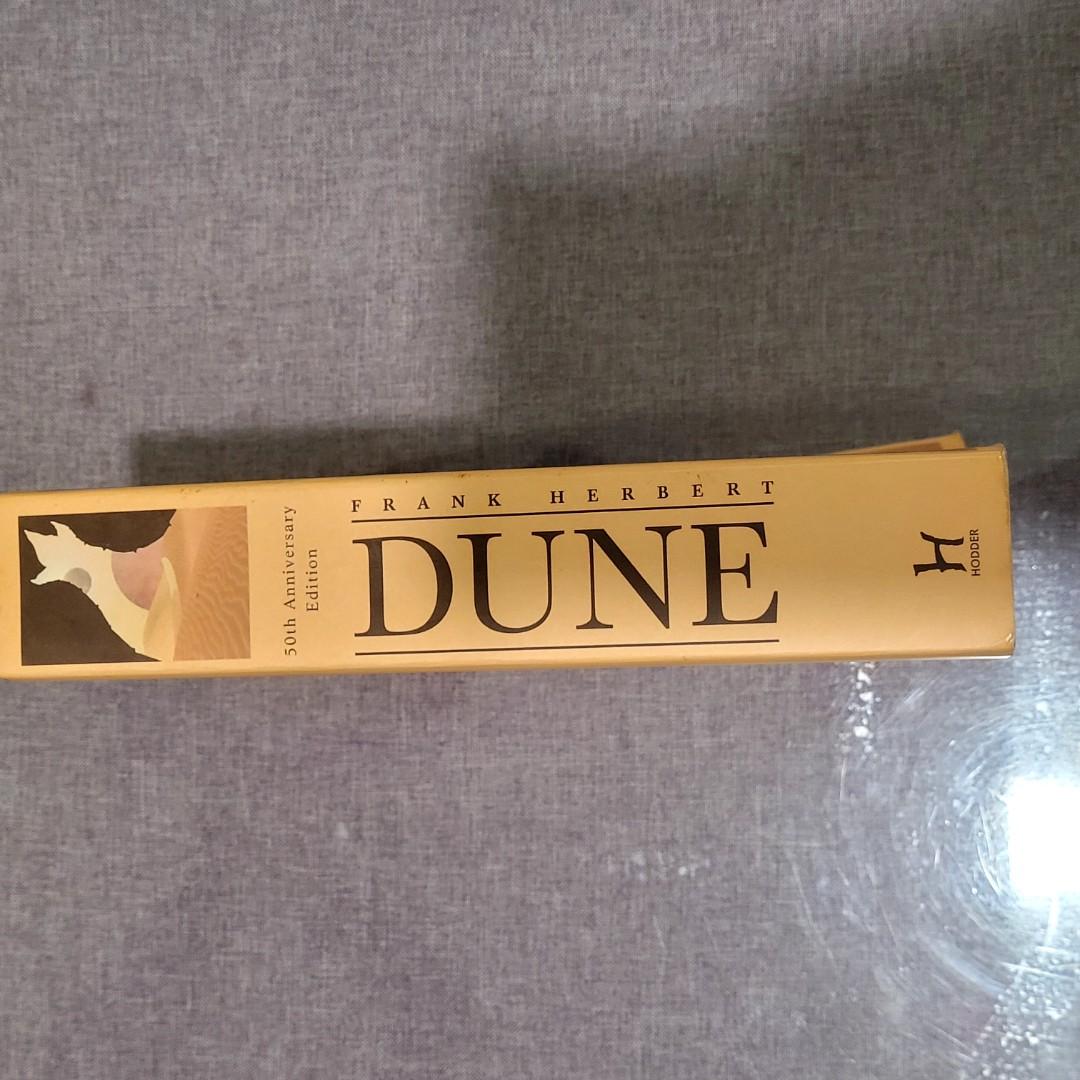 50th Anniversary
Edition
FRANK HERBERT
DUNE
HODDER